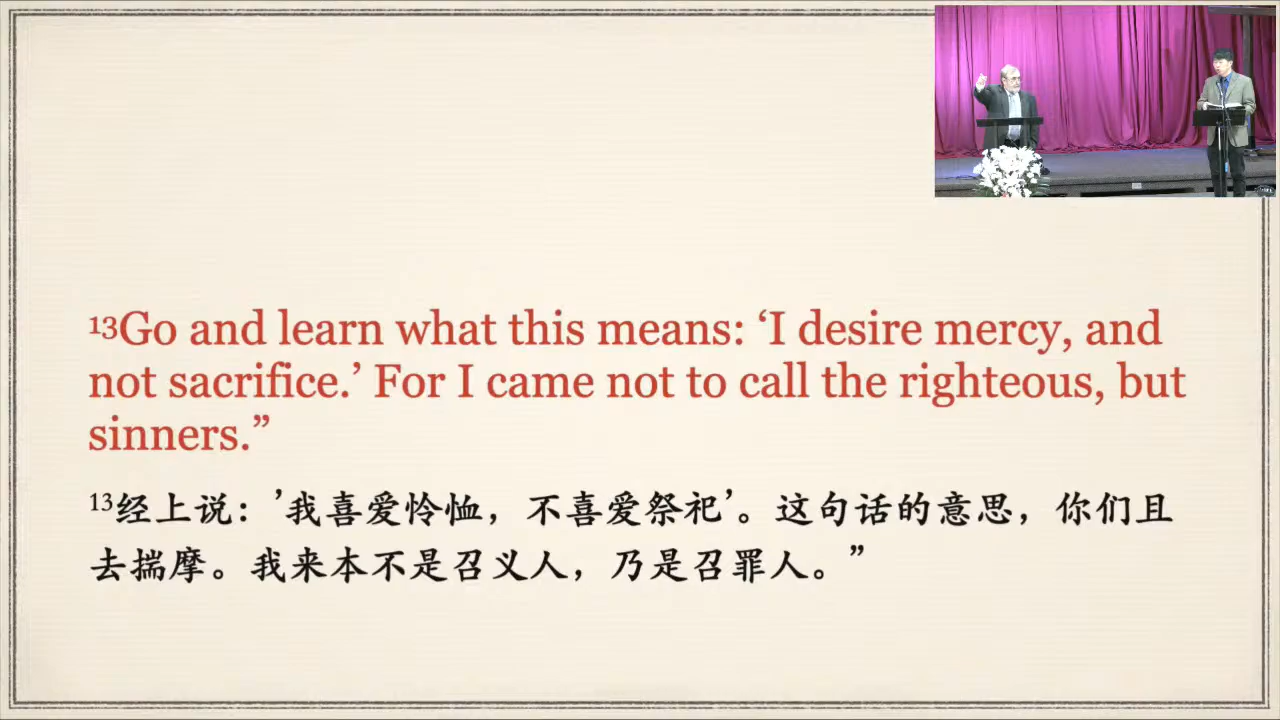 ¹³Go and learn what this means: ‘I desire mercy, and
not sacrifice.’ For I came not to call the righteous, but
sinners.”
¹³经上说：’我喜爱怜恤，不喜爱祭祀’。这句话的意思，你们且
去揣摩。我来本不是召义人，乃是召罪人。”